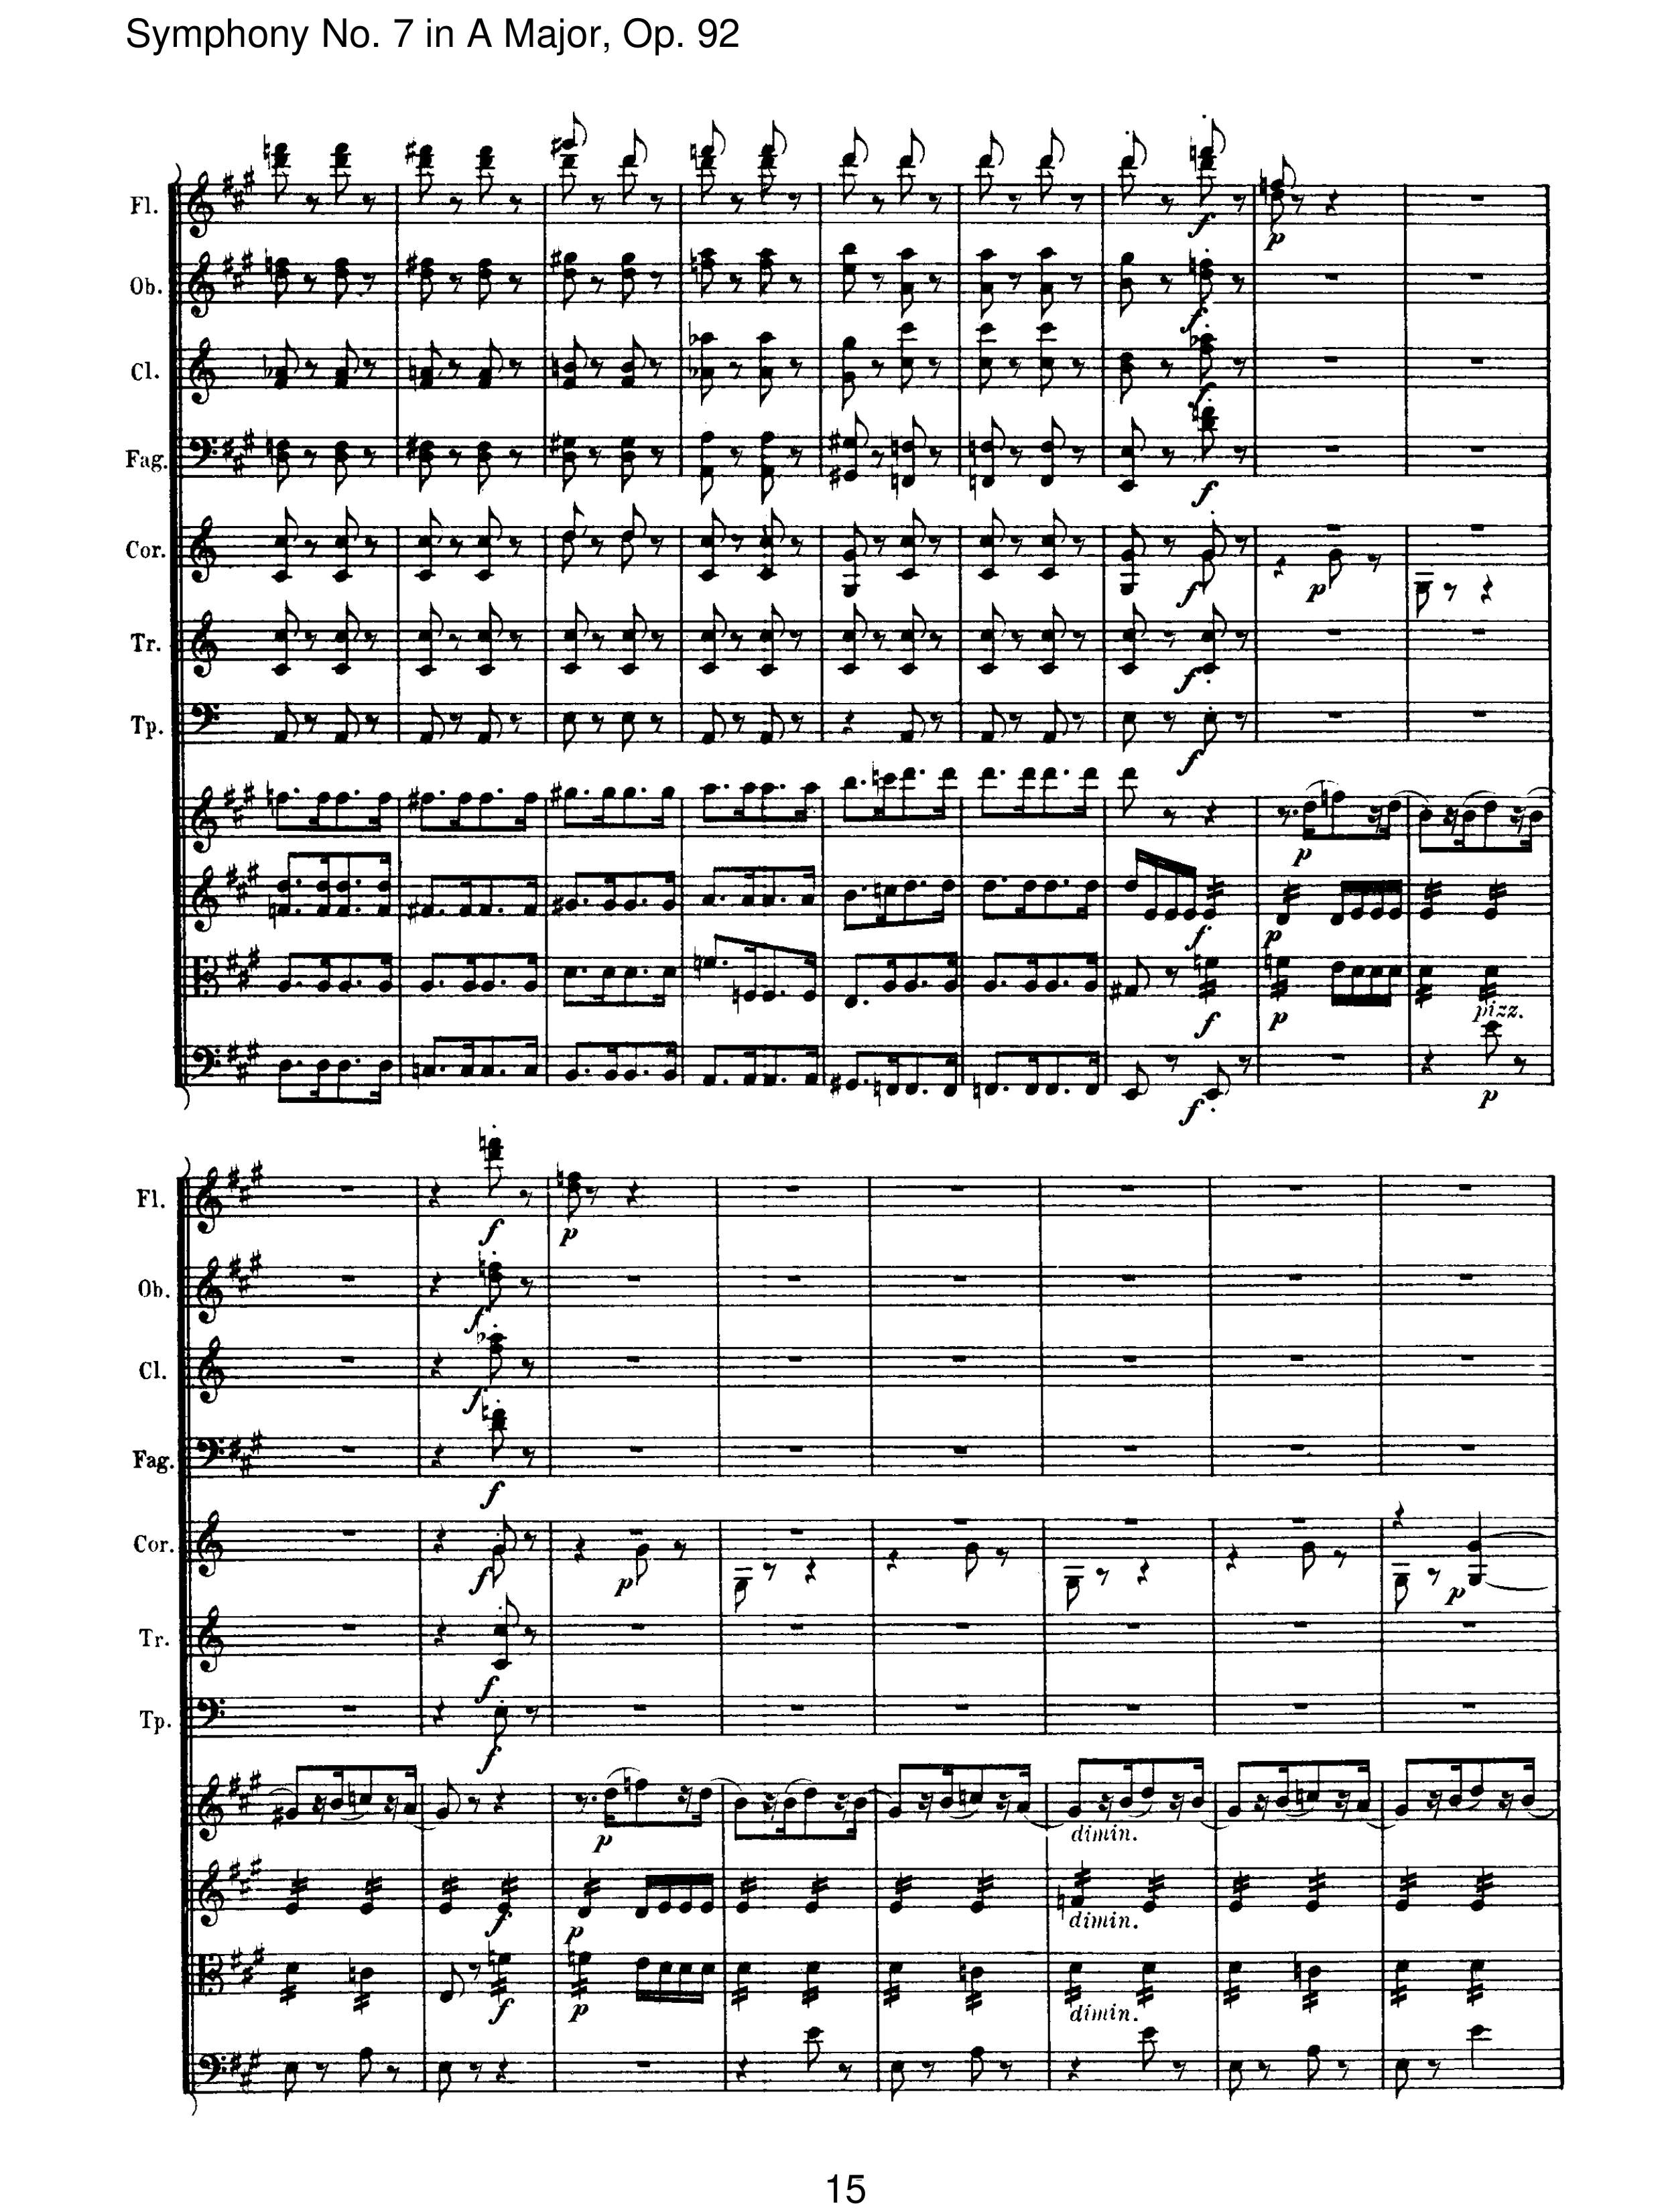 Symphony No. 7 in A Major, Op. 92
Fl.
f
p
Ob.
f
Cl.
f
Fag.
f
Cor.
f
p
Tr.
f
Tp.
f
p
f
p
f
p
pizz.
f
p
Fl.
f
p
Ob.
f
Cl.
f
Fag.
f
Cor.
f
p
p
Tr.
f
Tp.
f
p
dimin.
f
p
dimin.
f
p
dimin.
15